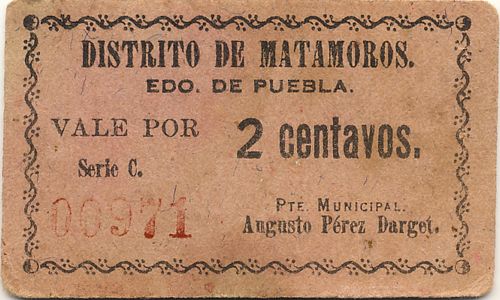 DISTRITO DE MATAMOROS.
EDO. DE PUEBLA.
VALE POR 2 centavos.
Serie C.
00971
Pte. Municipal.
Augusto Pérez Darget.